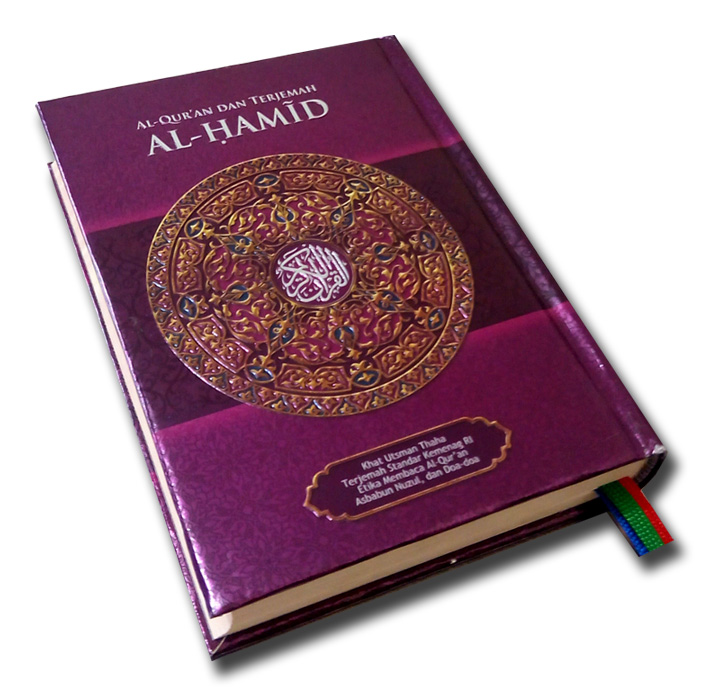 AL-QUR'AN DAN TERJEMAH
AL-ḤAMĪD
القرآن الكريم
Khat Utsman Thaha
Terjemah Standar Kemenag RI
Etika Membaca Al-Qur'an
Asbabun Nuzul, dan Doa-doa